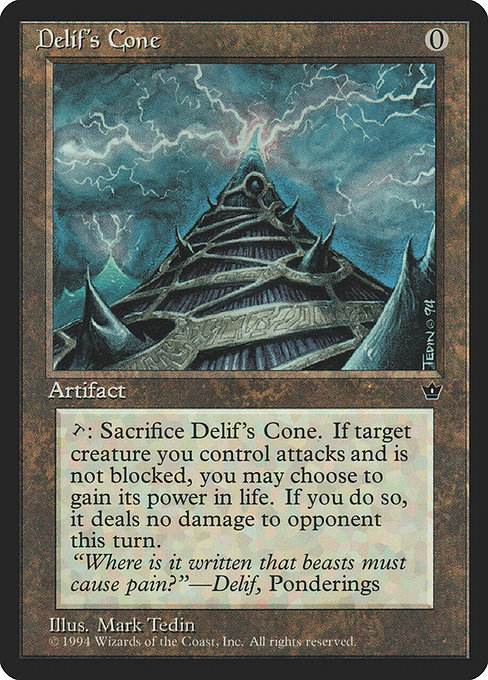 Delif's Cone 0
TEDIN © 94
Artifact
T: Sacrifice Delif's Cone. If target
creature you control attacks and is
not blocked, you may choose to
gain its power in life. If you do so,
it deals no damage to opponent
this turn.
“Where is it written that beasts must
cause pain?”—Delif, Ponderings
Illus. Mark Tedin
© 1994 Wizards of the Coast, Inc. All rights reserved.